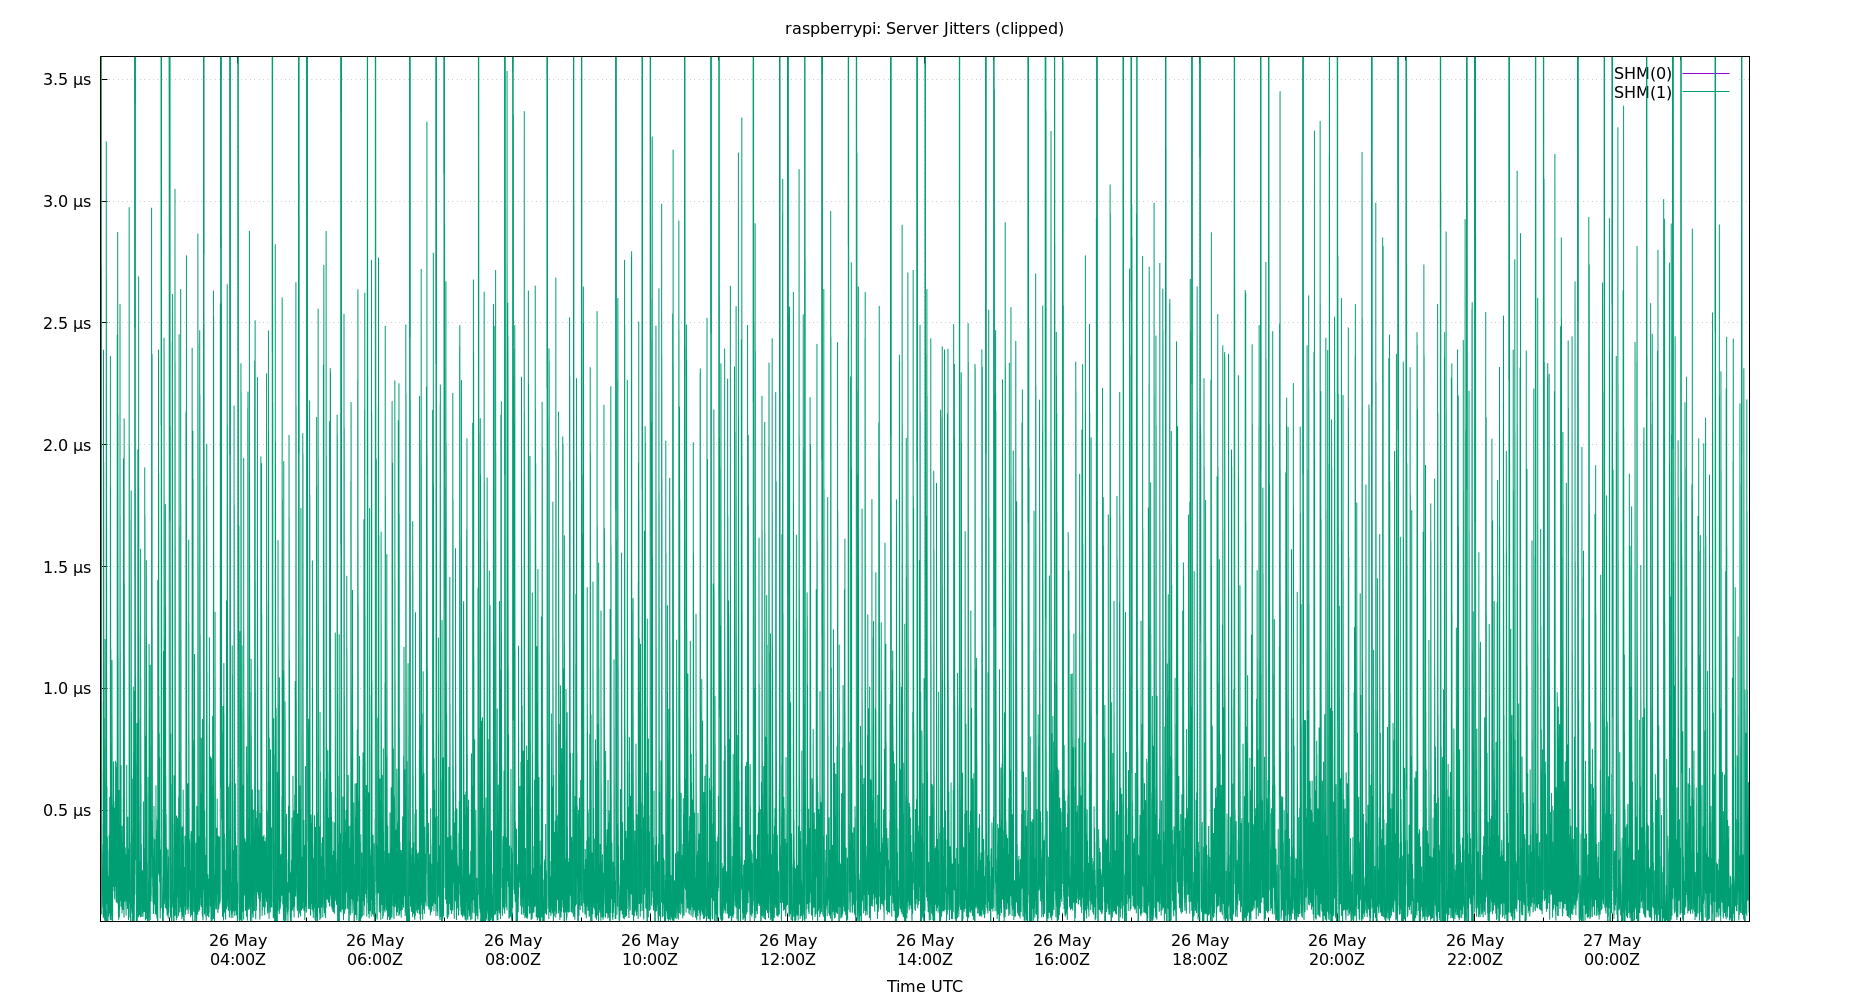 raspberrypi: Server Jitters (clipped)
3.5 μs
3.0 μs
2.5 μs
2.0 μs
1.5 μs
1.0 μs
0.5 μs
SHM(0)
SHM(1)
26 May 26 May 26 May 26 May 26 May 26 May 26 May 26 May 26 May 26 May 27 May
04:00Z 06:00Z 08:00Z 10:00Z 12:00Z 14:00Z 16:00Z 18:00Z 20:00Z 22:00Z 00:00Z
Time UTC